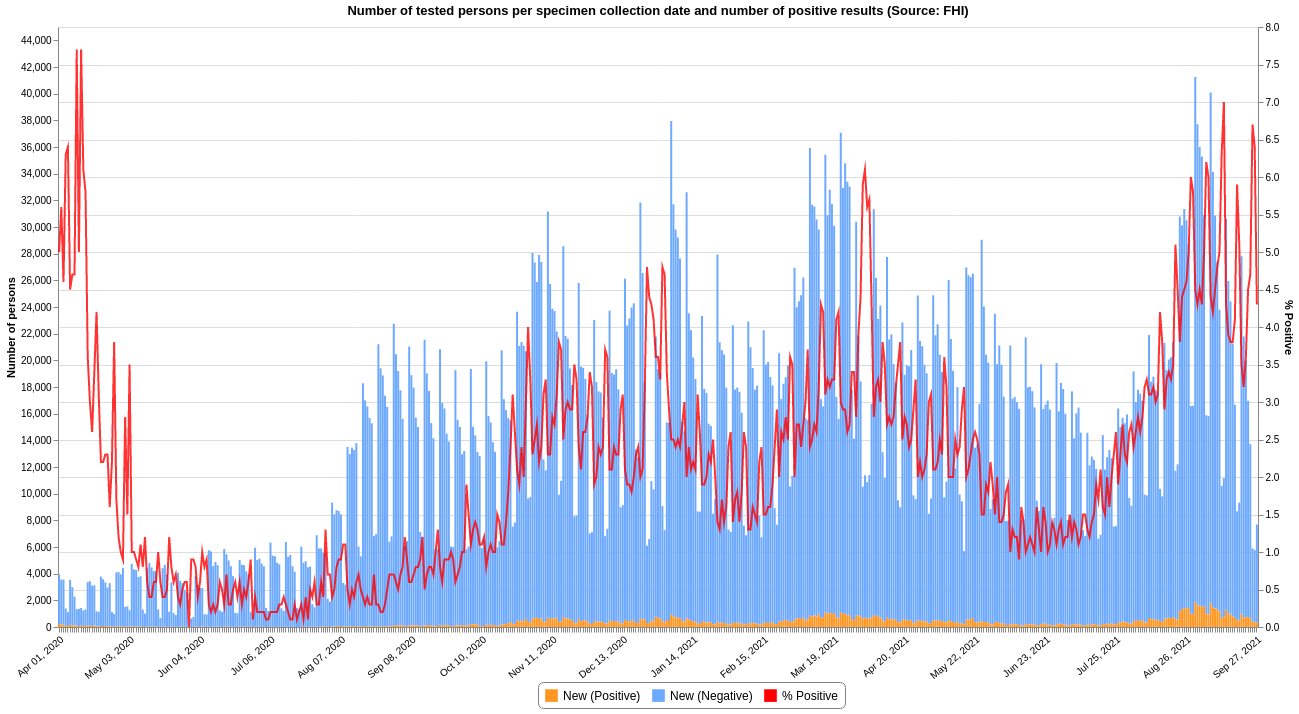 Number of tested persons per specimen collection date and number of positive results (Source: FHI)
Number of persons
44,000
42,000
40,000
38,000
36,000
34,000
32,000
30,000
28,000
26,000
24,000
22,000
20,000
18,000
16,000
14,000
12,000
10,000
8,000
6,000
4,000
2,000
0
8.0
7.5
7.0
6.5
6.0
5.5
5.0
4.5
4.0
3.5
3.0
2.5
2.0
1.5
1.0
0.5
0.0
% Positive
Apr 01, 2020
May 03, 2020
Jun 04, 2020
Jul 06, 2020
Aug 07, 2020
Sep 08, 2020
Oct 10, 2020
Nov 11, 2020
Dec 13, 2020
Jan 14, 2021
Feb 15, 2021
Mar 19, 2021
Apr 20, 2021
May 22, 2021
Jun 23, 2021
Jul 25, 2021
Aug 26, 2021
Sep 27, 2021
New (Positive)
New (Negative)
% Positive